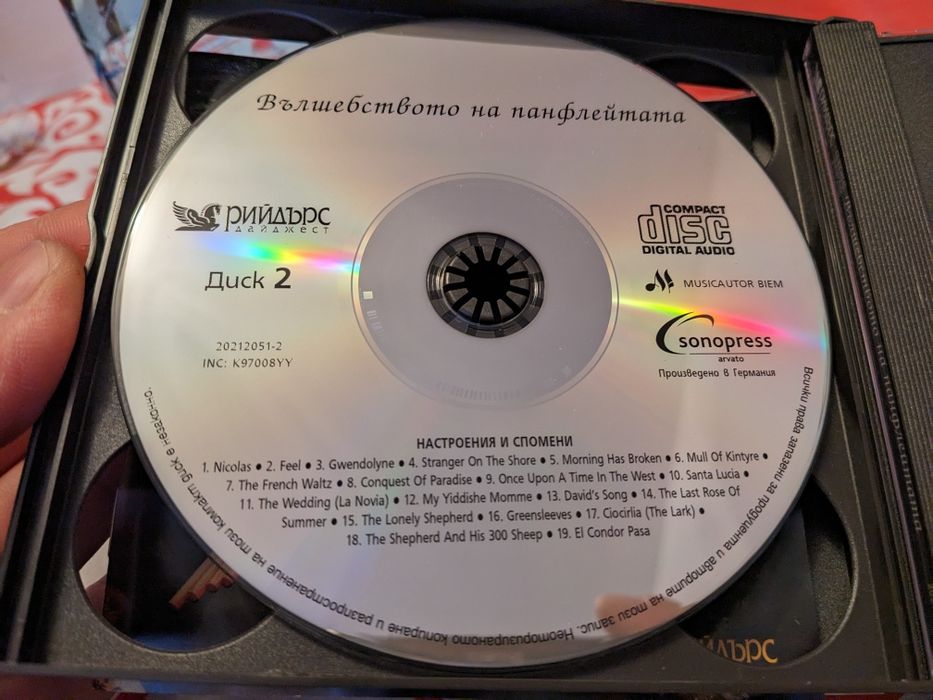 Вълшебството на панфлейтата
РИЙДЪРС
ДАЙДЖЕСТ
Диск 2
20212051-2
INC: K97008YY
COMPACT
disc
DIGITAL AUDIO
MUSICAUTOR BIEM
sonopress
arvato
Произведено в Германия
НАСТРОЕНИЯ И СПОМЕНИ
1. Nicolas • 2. Feel • 3. Gwendolyne • 4. Stranger On The Shore • 5. Morning Has Broken • 6. Mull Of Kintyre •
7. The French Waltz • 8. Conquest Of Paradise • 9. Once Upon A Time In The West • 10. Santa Lucia •
11. The Wedding (La Novia) • 12. My Yiddishe Momme • 13. David's Song • 14. The Last Rose Of
Summer • 15. The Lonely Shepherd • 16. Greensleeves • 17. Ciocirlia (The Lark) •
18. The Shepherd And His 300 Sheep • 19. El Condor Pasa
Всички права запазени за продуцента и авторите на този запис. Неоторизираното копиране и разпространение на този компакт диск е незаконно.